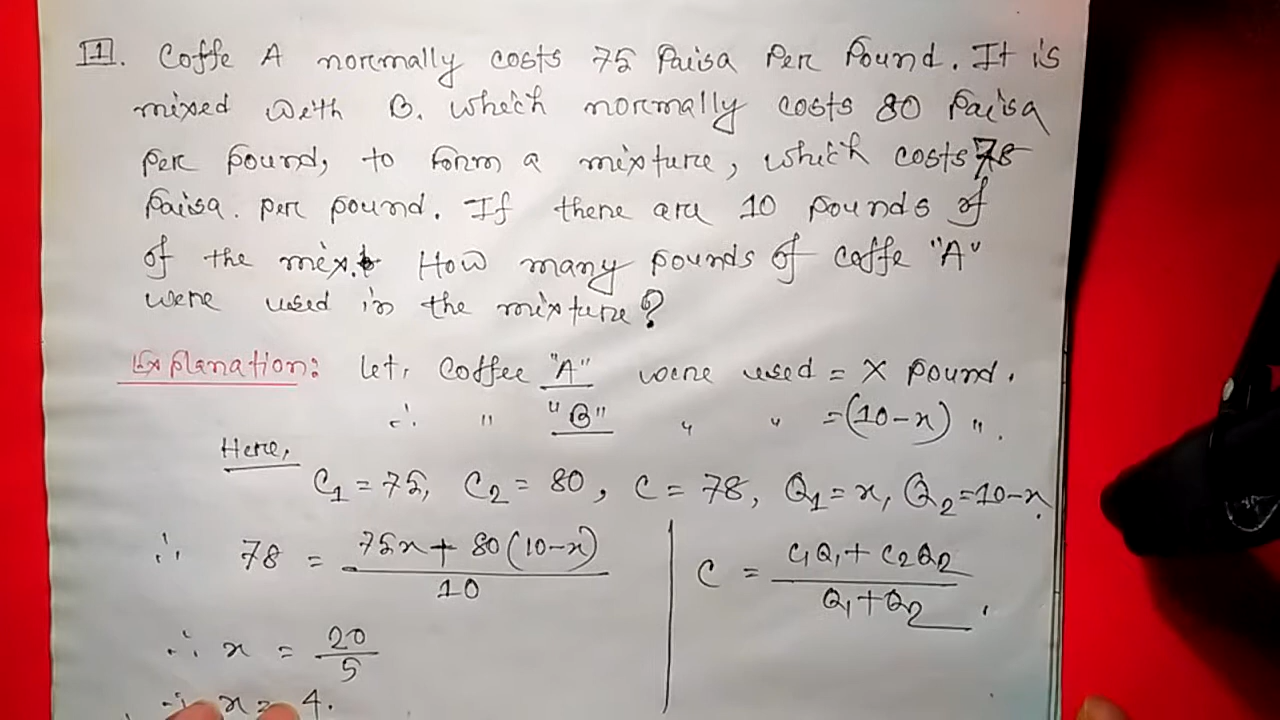 1. Coffe A normally costs 75 Paisa Per Pound. It is
mixed with B. which normally costs 80 Paisa
per pound, to form a mixture, which costs 78
Paisa. per pound. If there are 10 pounds of
of the mix. How many pounds of coffe "A"
were used in the mixture?
Explanation: Let, Coffee "A" were used = x pound.
∴ " "B" " " = (10-x) ".
Here,
C₁ = 75, C₂ = 80, C = 78, Q₁ = x, Q₂ = 10-x.
∴ 78 = (75x + 80(10-x)) / 10
C = (C₁Q₁ + C₂Q₂) / (Q₁+Q₂).
∴ x = 20/5
∴ x = 4.